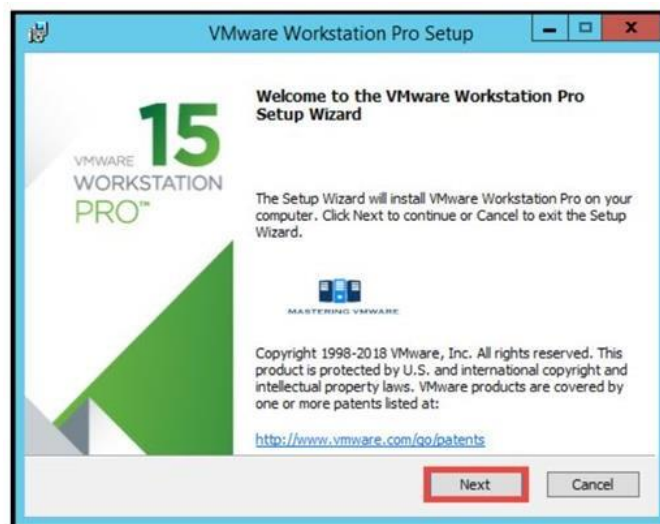 VMware Workstation Pro Setup
VMWARE 15
WORKSTATION
PRO™
Welcome to the VMware Workstation Pro
Setup Wizard
The Setup Wizard will install VMware Workstation Pro on your
computer. Click Next to continue or Cancel to exit the Setup
Wizard.
MASTERING VMWARE
Copyright 1998-2018 VMware, Inc. All rights reserved. This
product is protected by U.S. and international copyright and
intellectual property laws. VMware products are covered by
one or more patents listed at:
http://www.vmware.com/go/patents
Next
Cancel